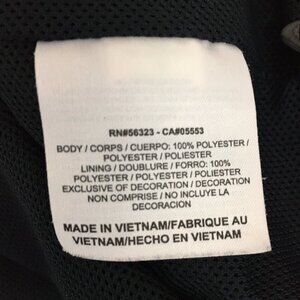 RN#56323 - CA#05553
BODY / CORPS / CUERPO: 100% POLYESTER /
POLYESTER / POLIESTER
LINING / DOUBLURE / FORRO: 100%
POLYESTER / POLYESTER / POLIESTER
EXCLUSIVE OF DECORATION / DECORATION
NON COMPRISE / NO INCLUYE LA
DECORACION
MADE IN VIETNAM/FABRIQUE AU
VIETNAM/HECHO EN VIETNAM